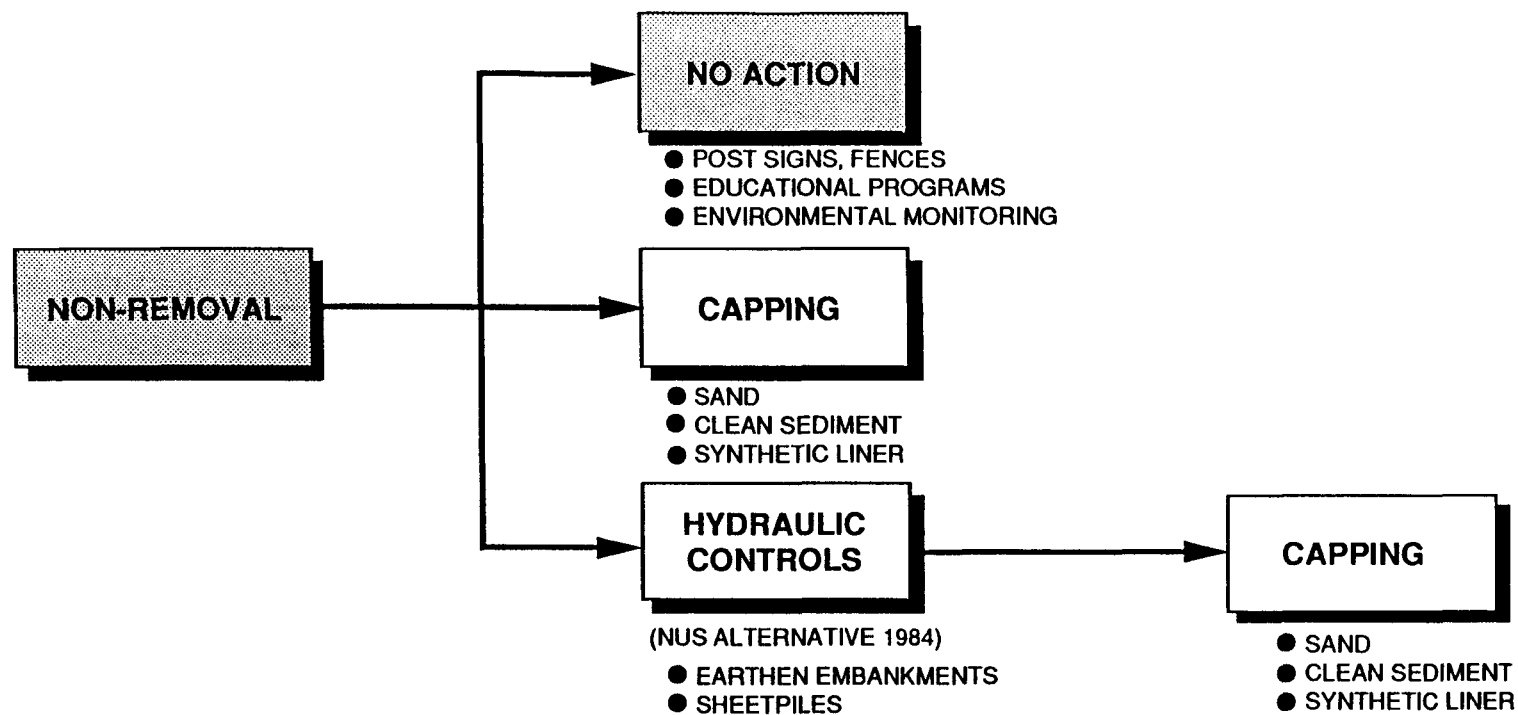 NO ACTION
● POST SIGNS, FENCES
● EDUCATIONAL PROGRAMS
● ENVIRONMENTAL MONITORING
NON-REMOVAL
CAPPING
● SAND
● CLEAN SEDIMENT
● SYNTHETIC LINER
HYDRAULIC
CONTROLS
(NUS ALTERNATIVE 1984)
● EARTHEN EMBANKMENTS
● SHEETPILES
CAPPING
● SAND
● CLEAN SEDIMENT
● SYNTHETIC LINER